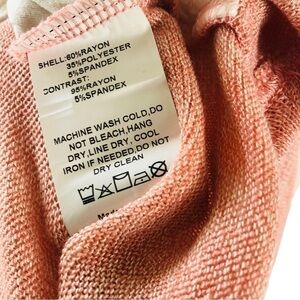 SHELL:60%RAYON
35%POLYESTER
5%SPANDEX
CONTRAST:
95%RAYON
5%SPANDEX
MACHINE WASH COLD,DO
NOT BLEACH,HANG
DRY,LINE DRY, COOL
IRON IF NEEDED,DO NOT
DRY CLEAN